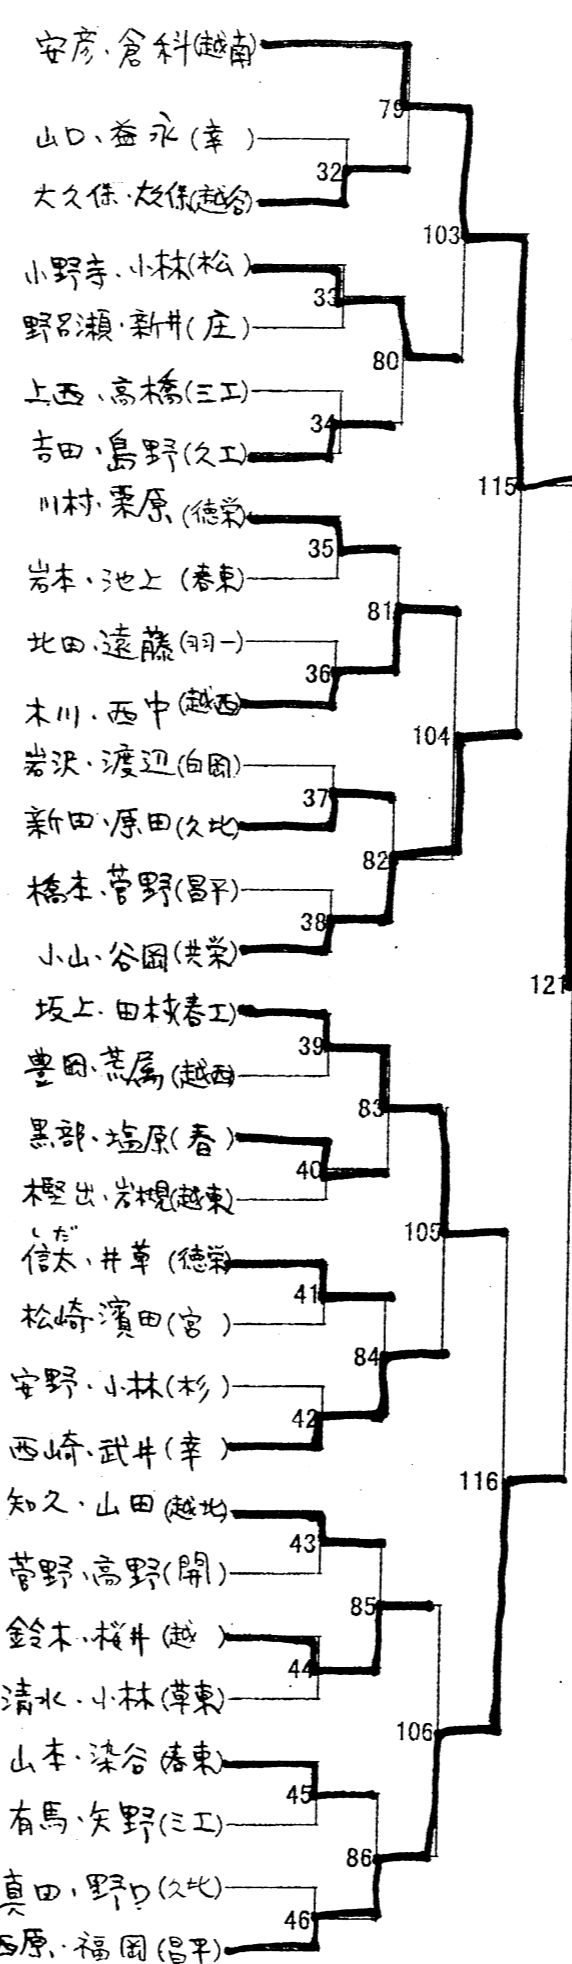 安彦・倉科(越南)
79
山口、益永(幸 )
32
大久保・大久保(越谷)
103
小野寺・小林(松 )
33
野呂瀬・新井(庄 )
80
上西、高橋(三工)
34
吉田・島野(久工)
115
川村・栗原(徳栄)
35
岩本・池上(春東)
81
北田・遠藤(羽一)
36
木川・西中(越西)
104
岩沢・渡辺(白岡)
37
新田・原田(久北)
82
橋本・菅野(昌平)
38
小山・谷岡(共栄)
121
坂上・田村(春工)
39
豊田・荒属(越西)
83
黒部・塩原(春 )
40
樫出・岩槻(越東)
しだ
105
信太・井草(徳栄)
41
松崎・濱田(宮 )
84
安野・小林(杉 )
42
西崎・武井(幸 )
116
知久・山田(越北)
43
菅野・高野(開 )
85
鈴木・桜井(越 )
44
清水・小林(草東)
106
山本・染谷(春東)
45
有馬・矢野(三工)
86
真田・野口(久北)
46
西原・福岡(昌平)